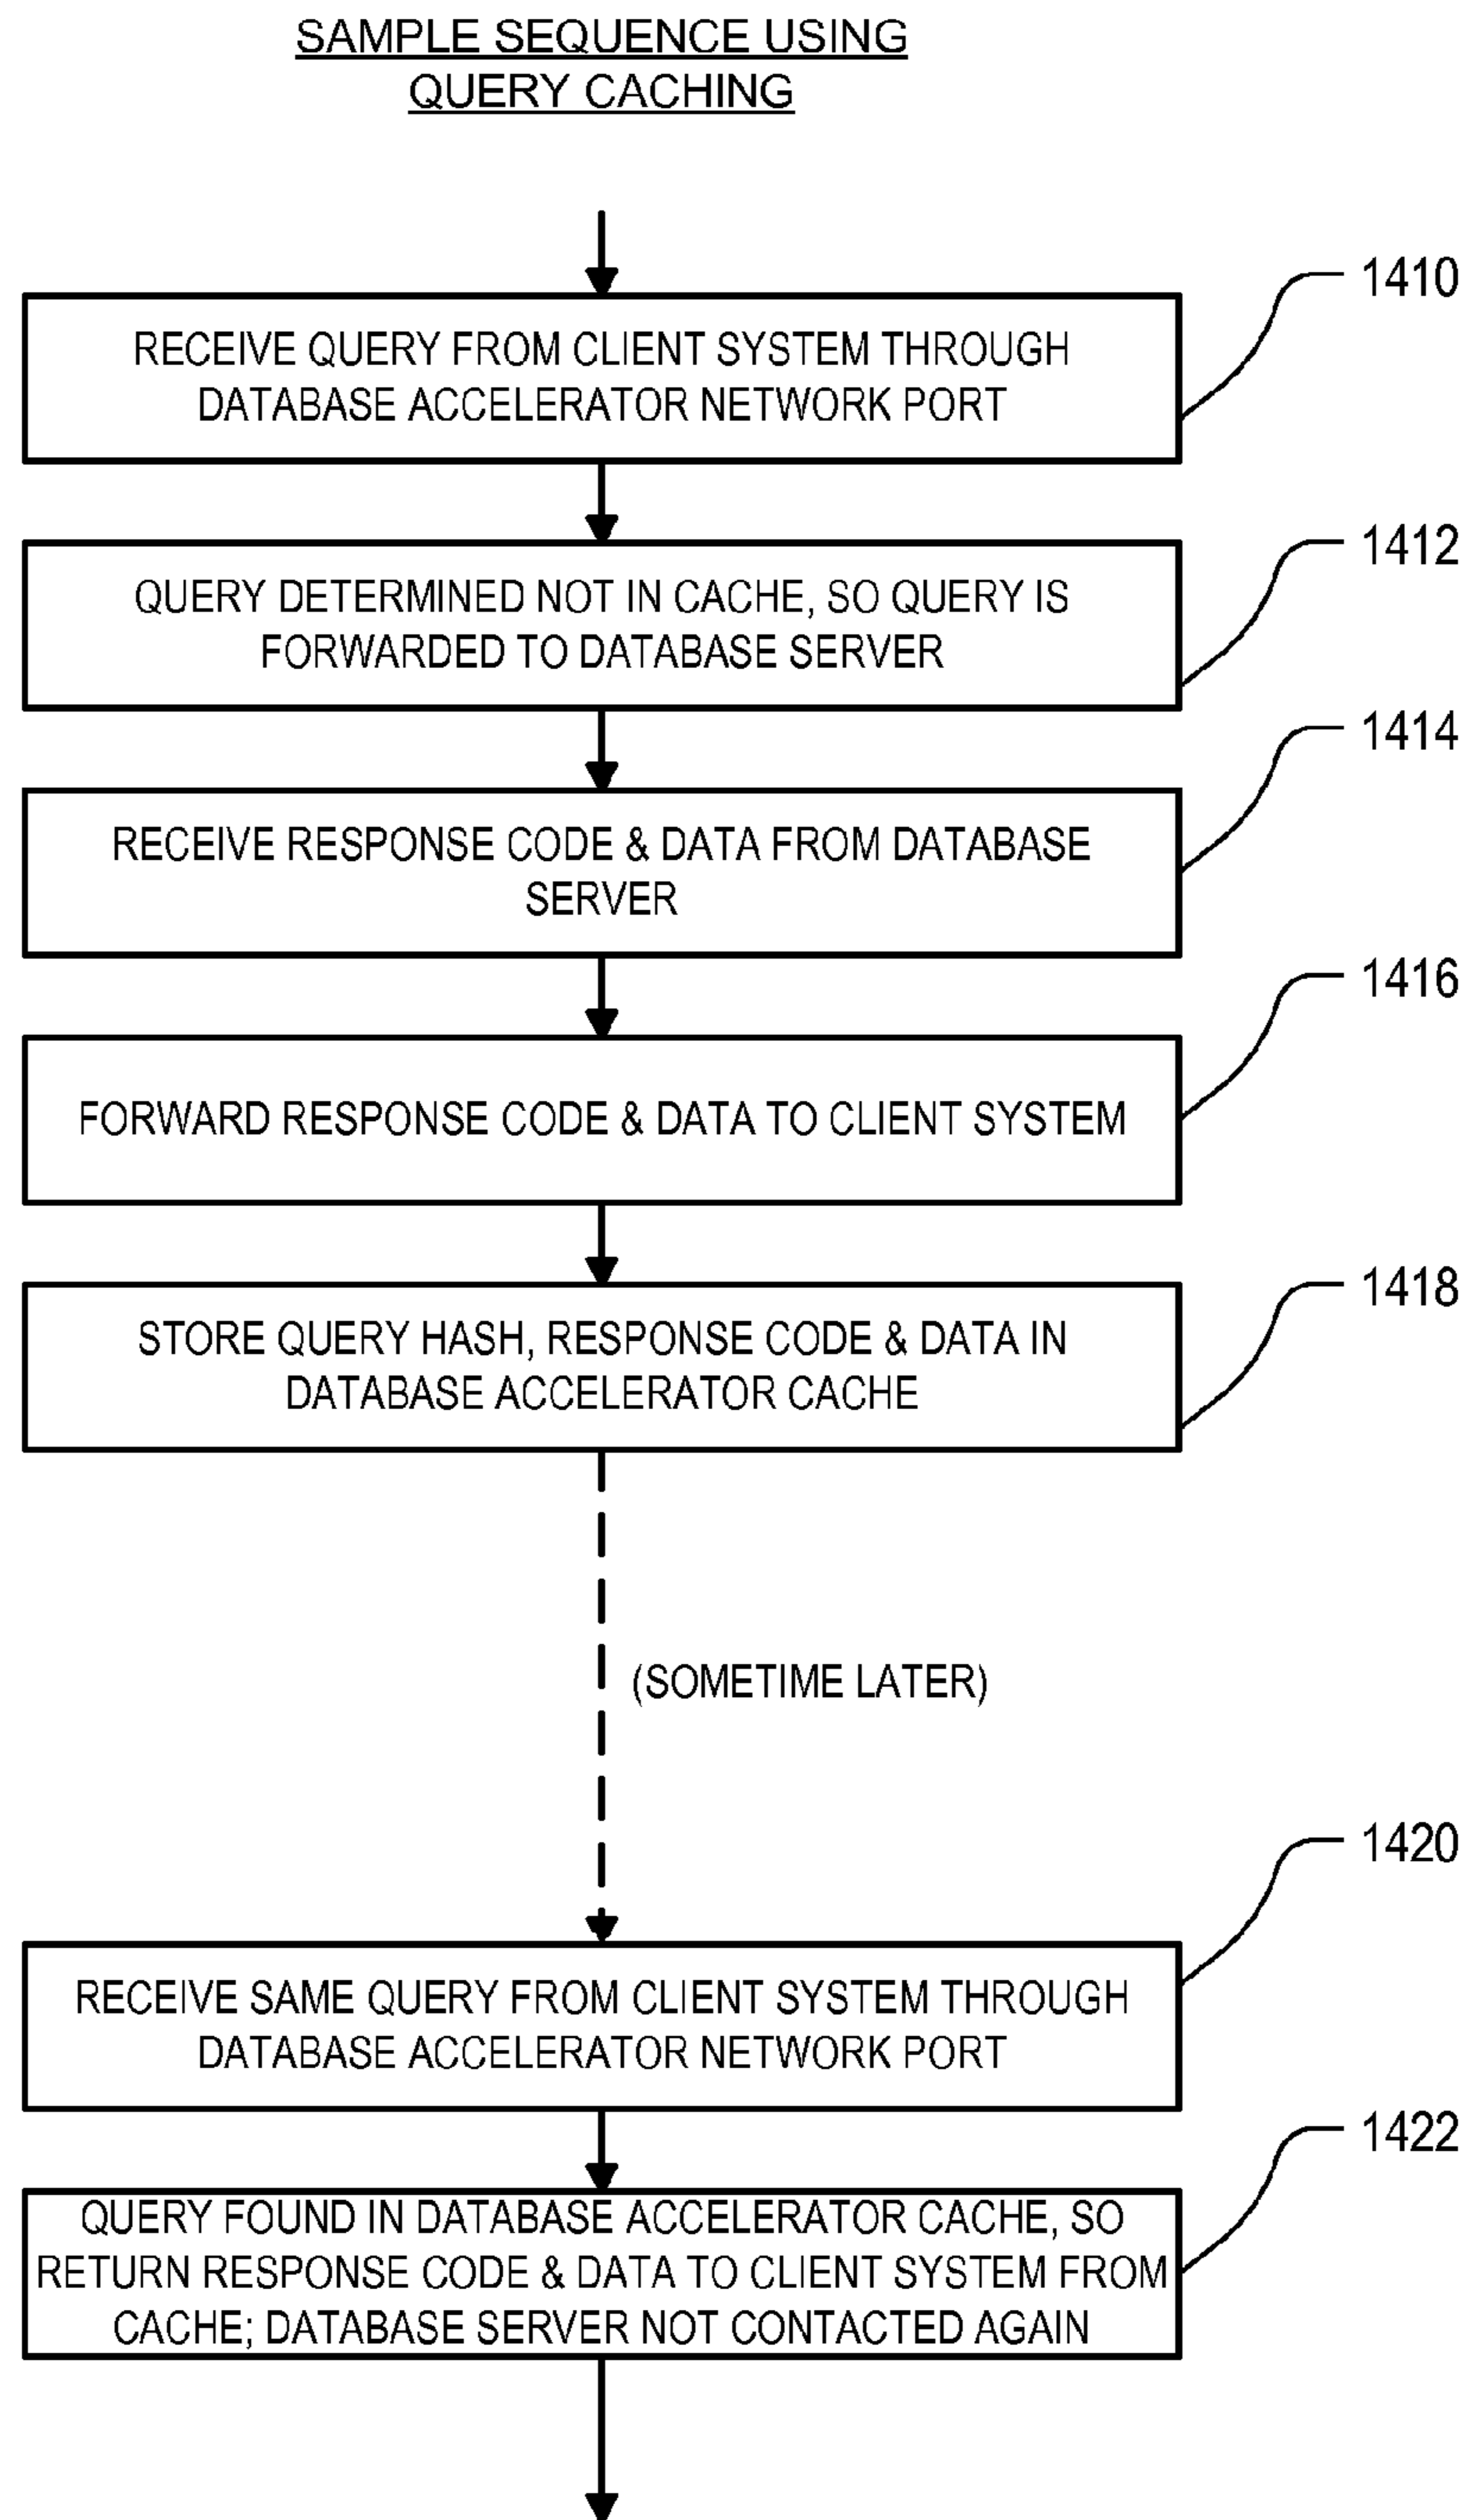 SAMPLE SEQUENCE USING
QUERY CACHING
1410
RECEIVE QUERY FROM CLIENT SYSTEM THROUGH
DATABASE ACCELERATOR NETWORK PORT
1412
QUERY DETERMINED NOT IN CACHE, SO QUERY IS
FORWARDED TO DATABASE SERVER
1414
RECEIVE RESPONSE CODE & DATA FROM DATABASE
SERVER
1416
FORWARD RESPONSE CODE & DATA TO CLIENT SYSTEM
1418
STORE QUERY HASH, RESPONSE CODE & DATA IN
DATABASE ACCELERATOR CACHE
(SOMETIME LATER)
1420
RECEIVE SAME QUERY FROM CLIENT SYSTEM THROUGH
DATABASE ACCELERATOR NETWORK PORT
1422
QUERY FOUND IN DATABASE ACCELERATOR CACHE, SO
RETURN RESPONSE CODE & DATA TO CLIENT SYSTEM FROM
CACHE; DATABASE SERVER NOT CONTACTED AGAIN